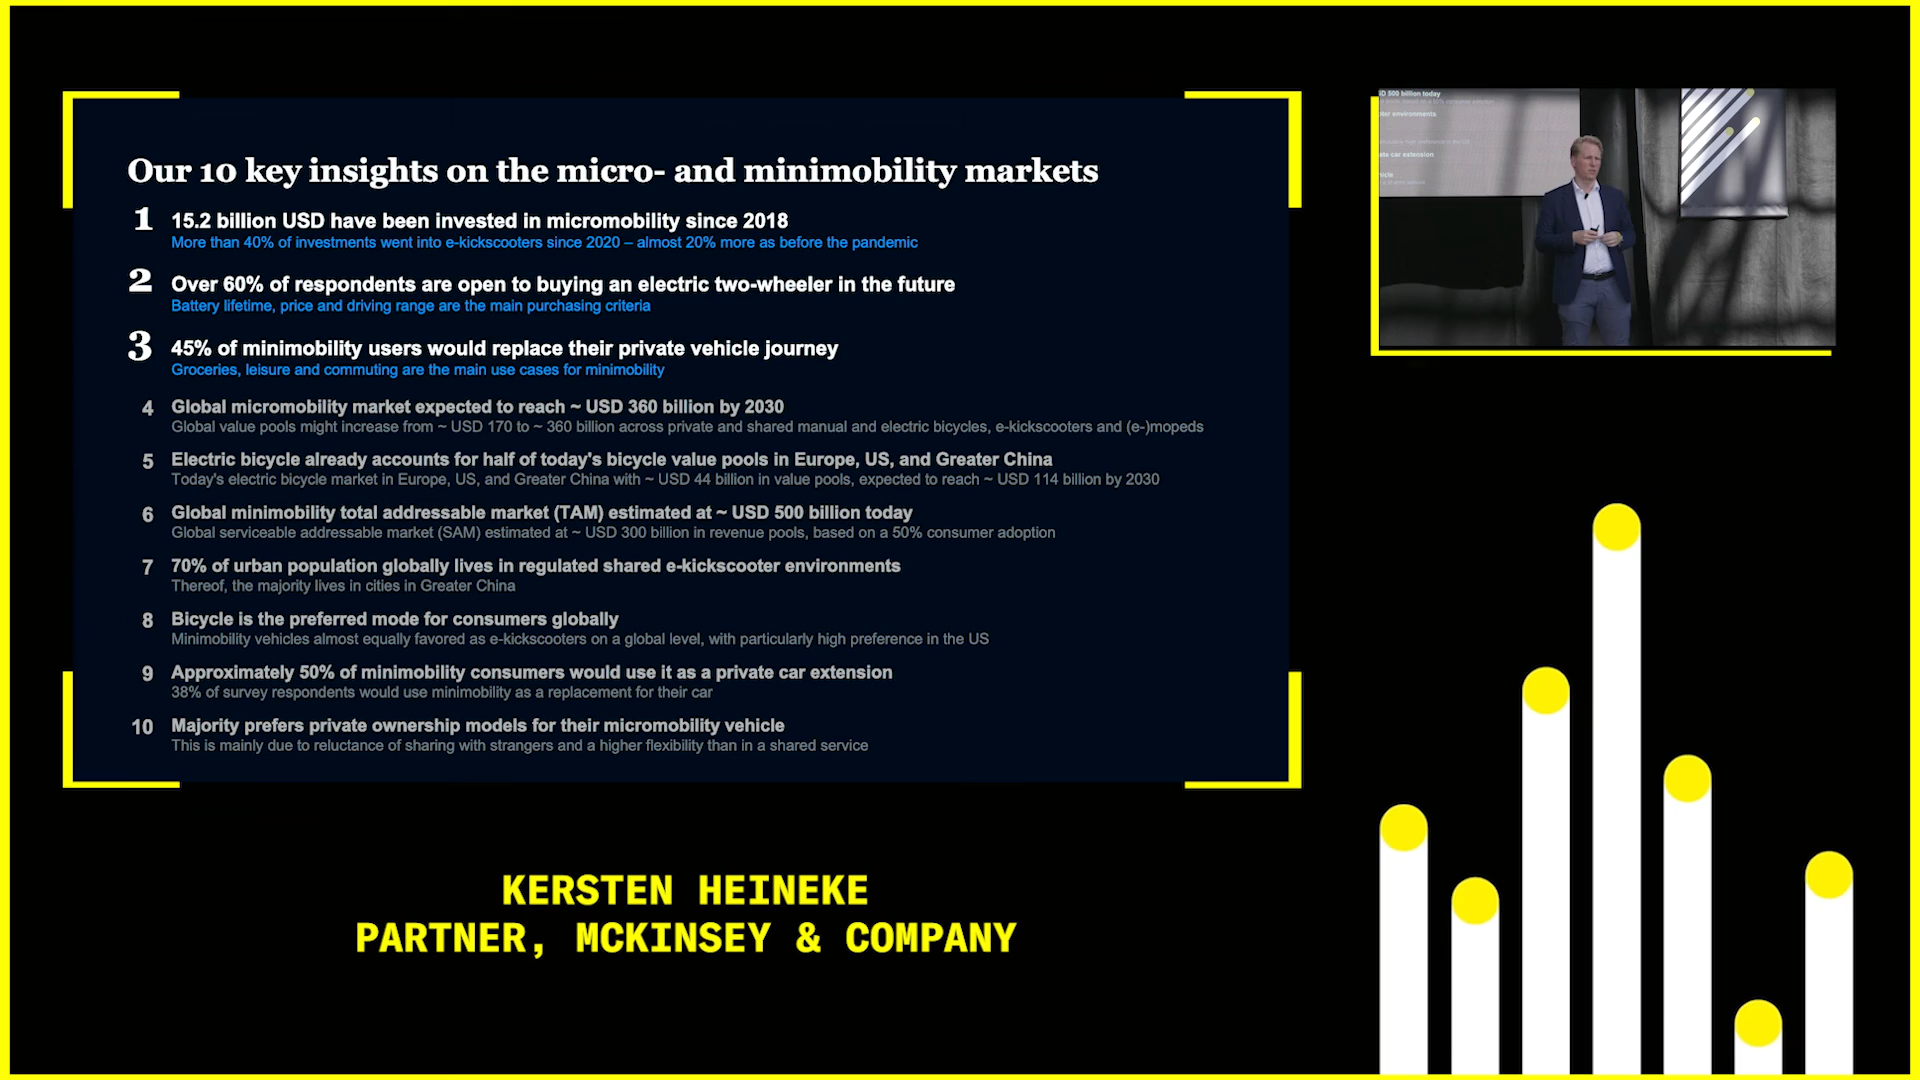 Our 10 key insights on the micro- and minimobility markets
1 15.2 billion USD have been invested in micromobility since 2018
More than 40% of investments went into e-kickscooters since 2020 – almost 20% more as before the pandemic
2 Over 60% of respondents are open to buying an electric two-wheeler in the future
Battery lifetime, price and driving range are the main purchasing criteria
3 45% of minimobility users would replace their private vehicle journey
Groceries, leisure and commuting are the main use cases for minimobility
4 Global micromobility market expected to reach ~ USD 360 billion by 2030
Global value pools might increase from ~ USD 170 to ~ 360 billion across private and shared manual and electric bicycles, e-kickscooters and (e-)mopeds
5 Electric bicycle already accounts for half of today's bicycle value pools in Europe, US, and Greater China
Today's electric bicycle market in Europe, US, and Greater China with ~ USD 44 billion in value pools, expected to reach ~ USD 114 billion by 2030
6 Global minimobility total addressable market (TAM) estimated at ~ USD 500 billion today
Global serviceable addressable market (SAM) estimated at ~ USD 300 billion in revenue pools, based on a 50% consumer adoption
7 70% of urban population globally lives in regulated shared e-kickscooter environments
Thereof, the majority lives in cities in Greater China
8 Bicycle is the preferred mode for consumers globally
Minimobility vehicles almost equally favored as e-kickscooters on a global level, with particularly high preference in the US
9 Approximately 50% of minimobility consumers would use it as a private car extension
38% of survey respondents would use minimobility as a replacement for their car
10 Majority prefers private ownership models for their micromobility vehicle
This is mainly due to reluctance of sharing with strangers and a higher flexibility than in a shared service
500 billion today
environments
car extension
KERSTEN HEINEKE
PARTNER, MCKINSEY & COMPANY